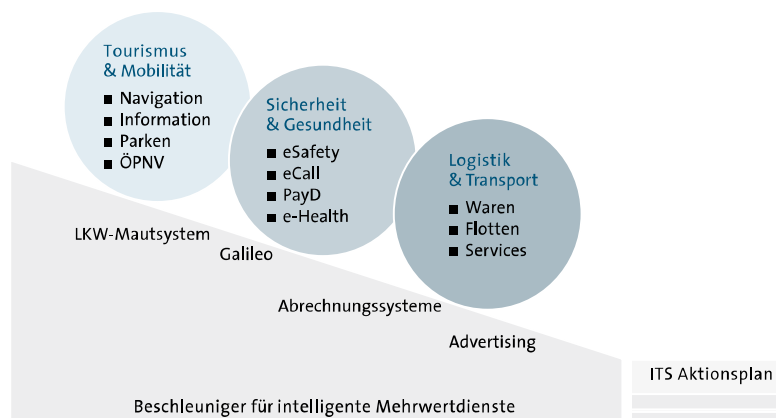 Tourismus
& Mobilität
■ Navigation
■ Information
■ Parken
■ ÖPNV
Sicherheit
& Gesundheit
■ eSafety
■ eCall
■ PayD
■ e-Health
Logistik
& Transport
■ Waren
■ Flotten
■ Services
LKW-Mautsystem
Galileo
Abrechnungssysteme
Advertising
ITS Aktionsplan
Beschleuniger für intelligente Mehrwertdienste